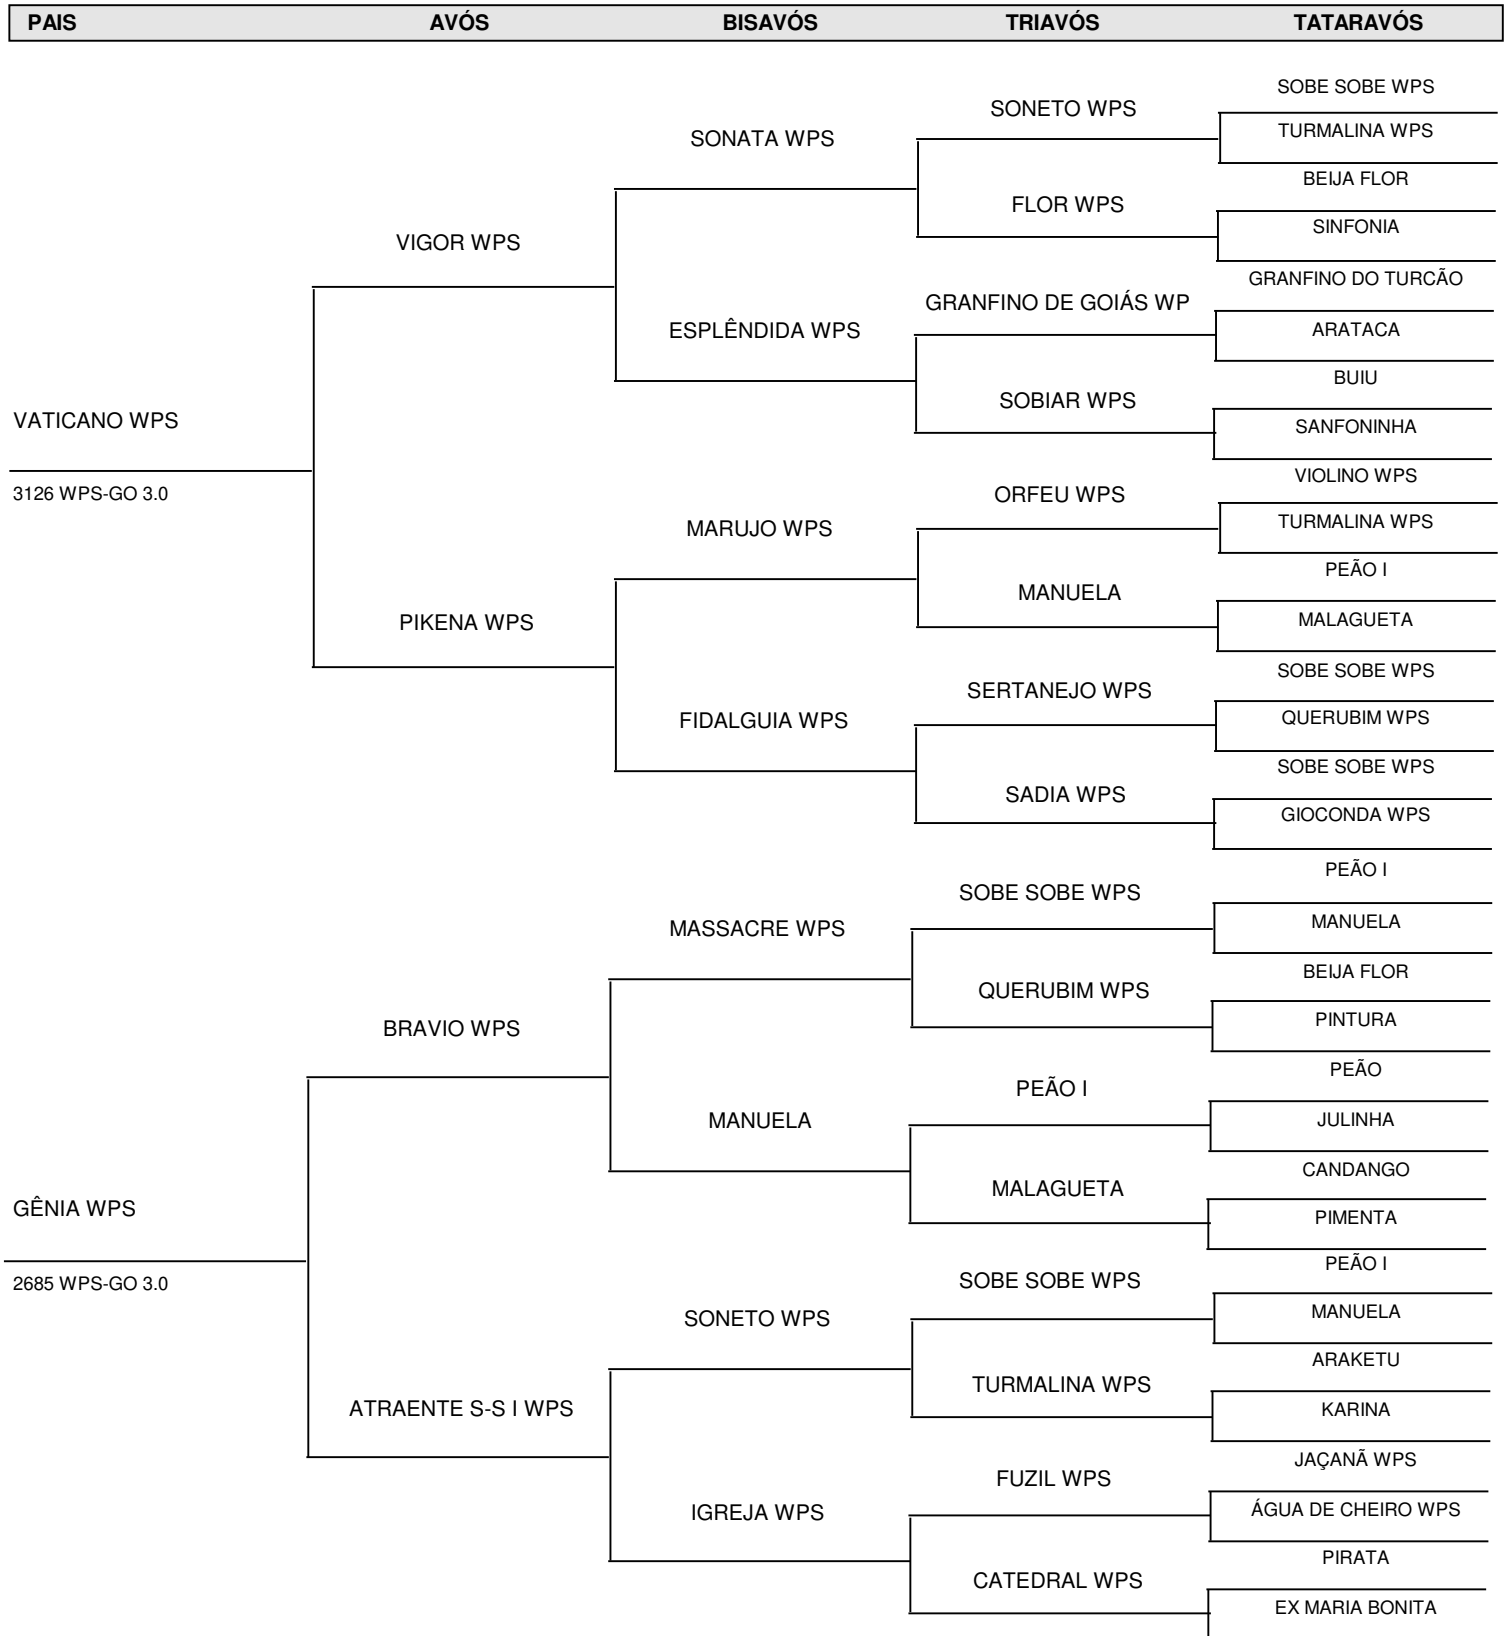 PAIS AVÓS BISAVÓS TRIAVÓS TATARAVÓS
SOBE SOBE WPS
SONETO WPS
TURMALINA WPS
SONATA WPS
BEIJA FLOR
FLOR WPS
SINFONIA
VIGOR WPS
GRANFINO DO TURCÃO
GRANFINO DE GOIÁS WP
ESPLÊNDIDA WPS
ARATACA
BUIU
SOBIAR WPS
VATICANO WPS
SANFONINHA
VIOLINO WPS
3126 WPS-GO 3.0
ORFEU WPS
TURMALINA WPS
MARUJO WPS
PEÃO I
MANUELA
MALAGUETA
PIKENA WPS
SOBE SOBE WPS
SERTANEJO WPS
QUERUBIM WPS
FIDALGUIA WPS
SOBE SOBE WPS
SADIA WPS
GIOCONDA WPS
PEÃO I
SOBE SOBE WPS
MANUELA
MASSACRE WPS
BEIJA FLOR
QUERUBIM WPS
PINTURA
BRAVIO WPS
PEÃO
PEÃO I
JULINHA
MANUELA
CANDANGO
MALAGUETA
GÊNIA WPS
PIMENTA
PEÃO I
SOBE SOBE WPS
2685 WPS-GO 3.0
MANUELA
SONETO WPS
ARAKETU
TURMALINA WPS
ATRAENTE S-S I WPS
KARINA
JAÇANÃ WPS
FUZIL WPS
ÁGUA DE CHEIRO WPS
IGREJA WPS
PIRATA
CATEDRAL WPS
EX MARIA BONITA